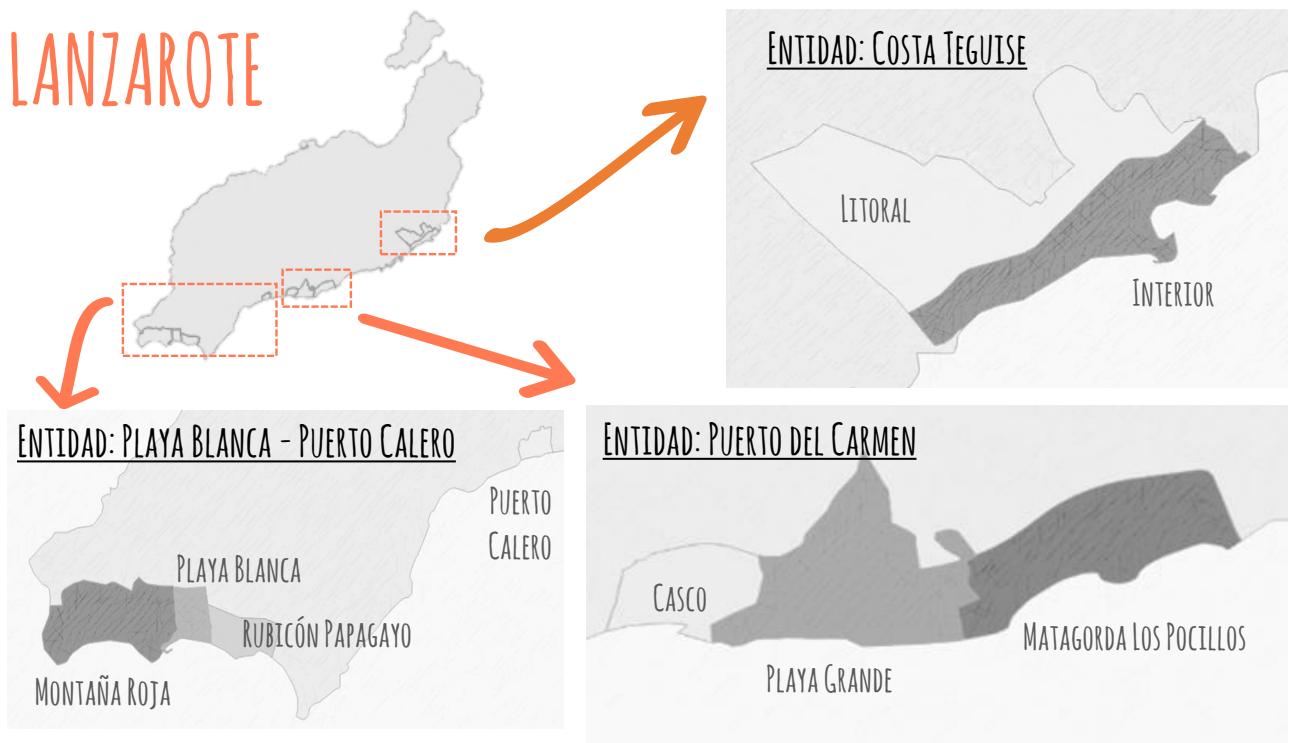 LANZAROTE
ENTIDAD: COSTA TEGUISE
LITORAL
INTERIOR
ENTIDAD: PLAYA BLANCA - PUERTO CALERO
PUERTO
CALERO
PLAYA BLANCA
RUBICÓN PAPAGAYO
MONTAÑA ROJA
ENTIDAD: PUERTO DEL CARMEN
CASCO
MATAGORDA LOS POCILLOS
PLAYA GRANDE